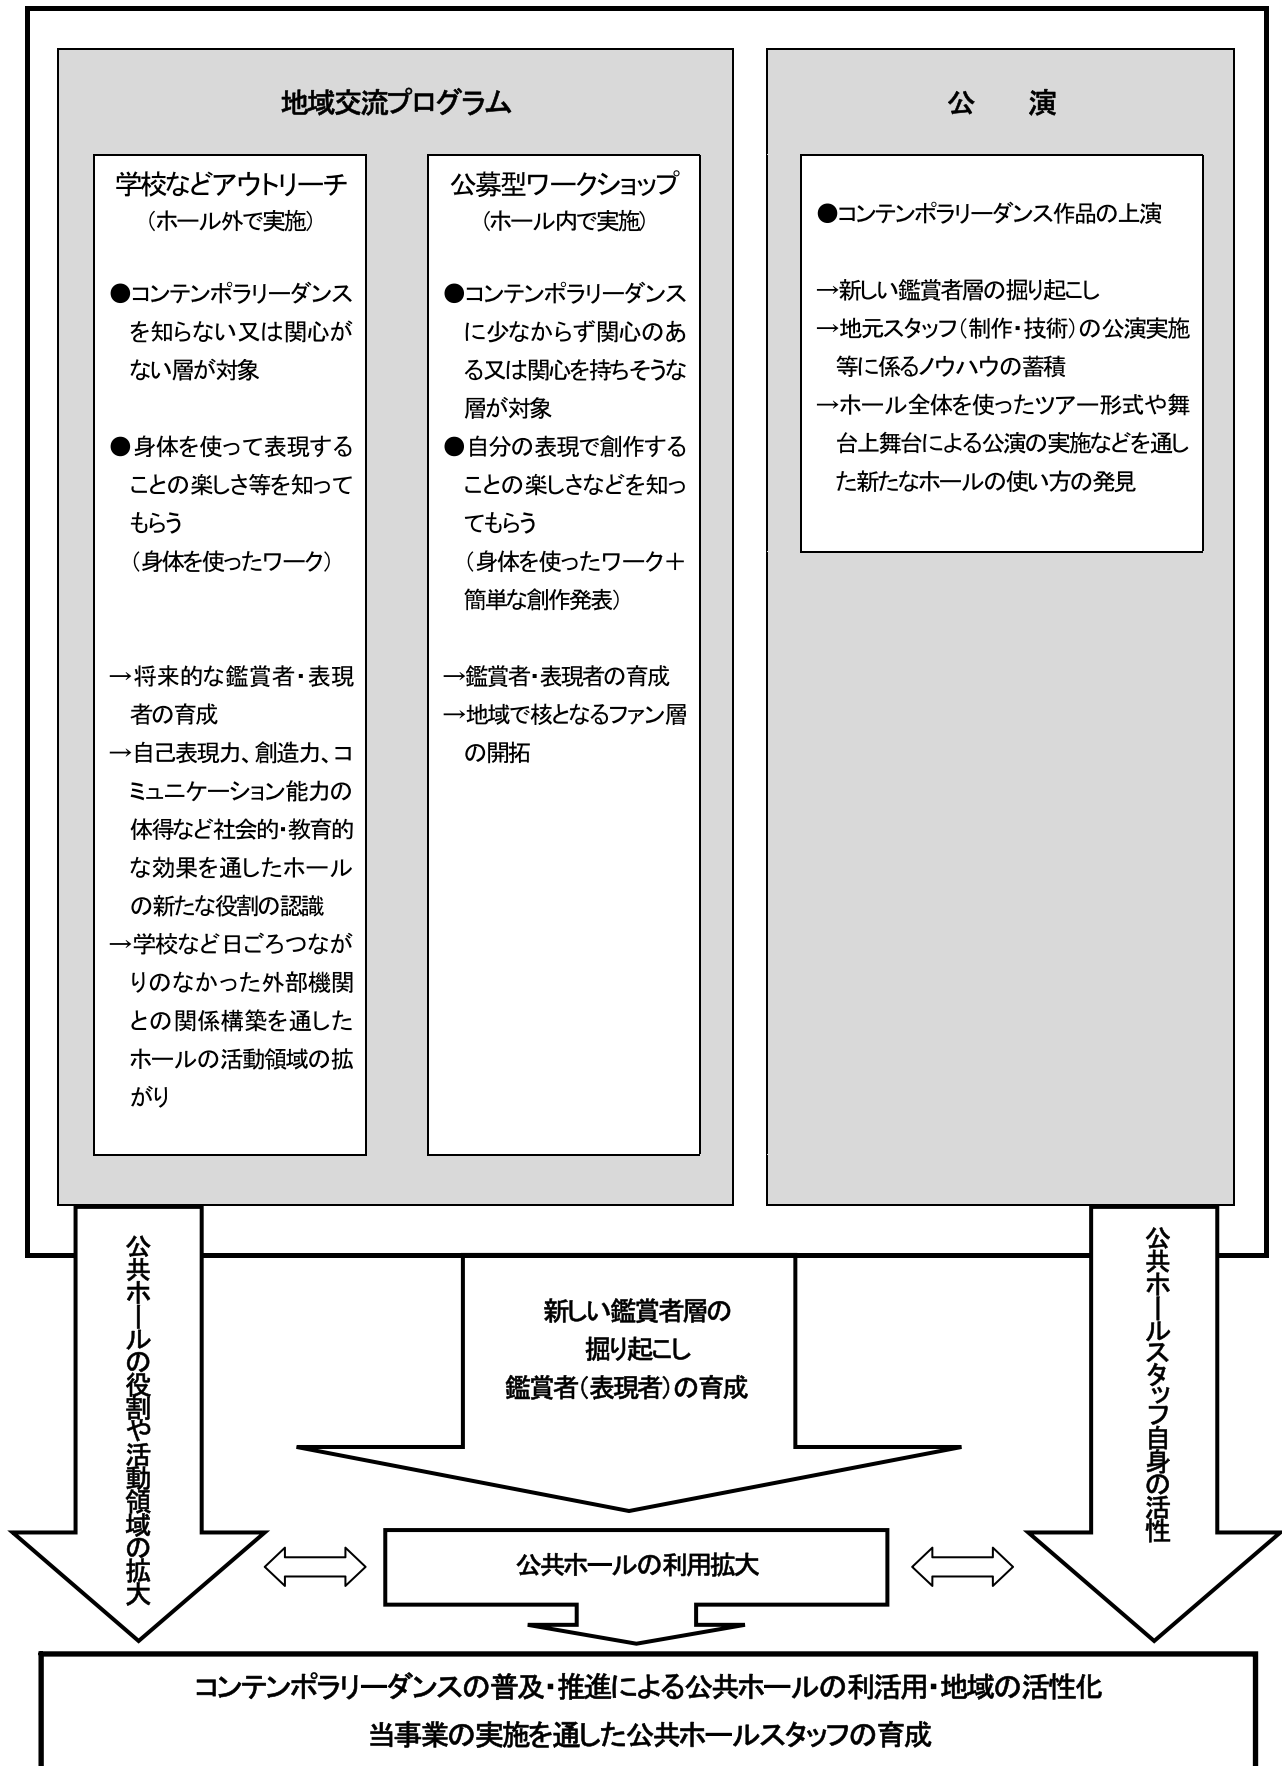 地域交流プログラム
学校などアウトリーチ
（ホール外で実施）
●コンテンポラリーダンス
を知らない又は関心が
ない層が対象
●身体を使って表現する
ことの楽しさ等を知って
もらう
（身体を使ったワーク）
→将来的な鑑賞者・表現
者の育成
→自己表現力、創造力、コ
ミュニケーション能力の
体得など社会的・教育的
な効果を通したホール
の新たな役割の認識
→学校など日ごろつなが
りのなかった外部機関
との関係構築を通した
ホールの活動領域の拡
がり
公募型ワークショップ
（ホール内で実施）
●コンテンポラリーダンス
に少なからず関心のあ
る又は関心を持ちそうな
層が対象
●自分の表現で創作する
ことの楽しさなどを知っ
てもらう
（身体を使ったワーク＋
簡単な創作発表）
→鑑賞者・表現者の育成
→地域で核となるファン層
の開拓
公　演
●コンテンポラリーダンス作品の上演
→新しい鑑賞者層の掘り起こし
→地元スタッフ（制作・技術）の公演実施
等に係るノウハウの蓄積
→ホール全体を使ったツアー形式や舞
台上舞台による公演の実施などを通し
た新たなホールの使い方の発見
公共ホールの役割や活動領域の拡大
新しい鑑賞者層の
掘り起こし
鑑賞者（表現者）の育成
公共ホールスタッフ自身の活性
公共ホールの利用拡大
コンテンポラリーダンスの普及・推進による公共ホールの利活用・地域の活性化
当事業の実施を通した公共ホールスタッフの育成